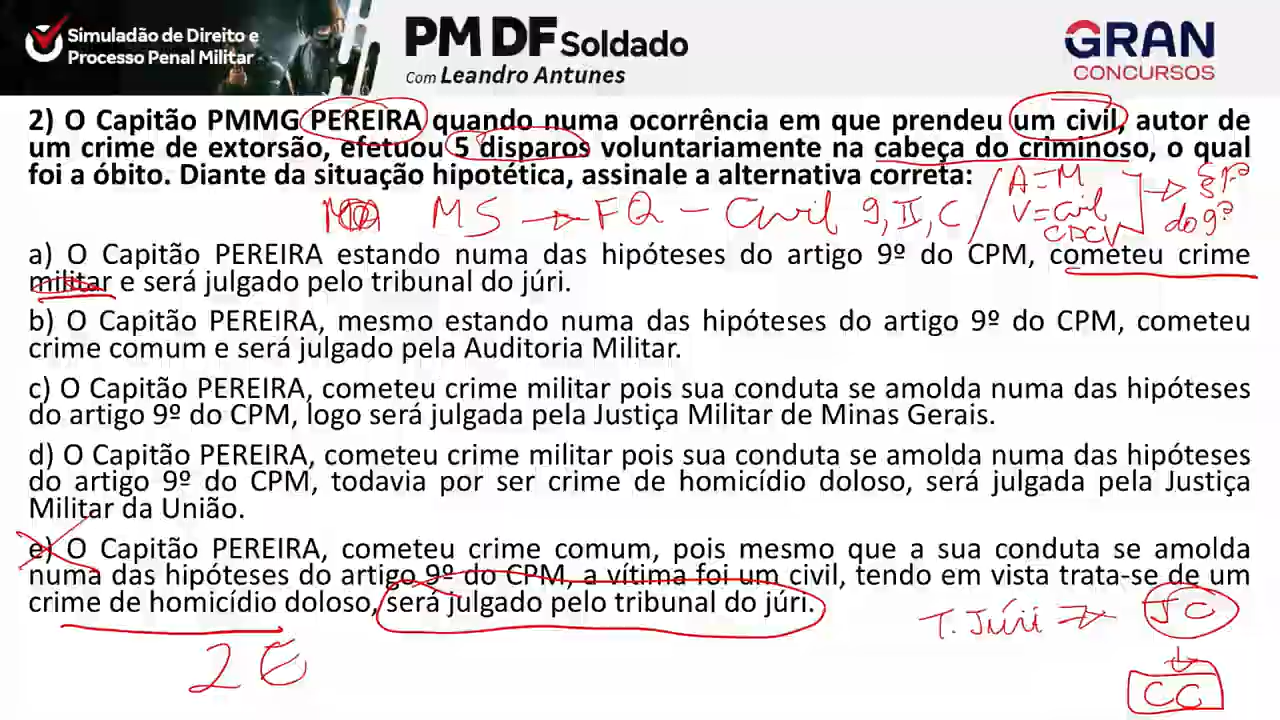 Simuladão de Direito e
Processo Penal Militar
PM DF Soldado
Com Leandro Antunes
GRAN
CONCURSOS
2) O Capitão PMMG PEREIRA quando numa ocorrência em que prendeu um civil, autor de
um crime de extorsão, efetuou 5 disparos voluntariamente na cabeça do criminoso, o qual
foi a óbito. Diante da situação hipotética, assinale a alternativa correta:
MS → FQ - Civil 9, II, C / A = M
V = Civil
CDCV
do 9º
a) O Capitão PEREIRA estando numa das hipóteses do artigo 9º do CPM, cometeu crime
militar e será julgado pelo tribunal do júri.
b) O Capitão PEREIRA, mesmo estando numa das hipóteses do artigo 9º do CPM, cometeu
crime comum e será julgado pela Auditoria Militar.
c) O Capitão PEREIRA, cometeu crime militar pois sua conduta se amolda numa das hipóteses
do artigo 9º do CPM, logo será julgada pela Justiça Militar de Minas Gerais.
d) O Capitão PEREIRA, cometeu crime militar pois sua conduta se amolda numa das hipóteses
do artigo 9º do CPM, todavia por ser crime de homicídio doloso, será julgada pela Justiça
Militar da União.
e) O Capitão PEREIRA, cometeu crime comum, pois mesmo que a sua conduta se amolda
numa das hipóteses do artigo 9º do CPM, a vítima foi um civil, tendo em vista trata-se de um
crime de homicídio doloso, será julgado pelo tribunal do júri.
T. Júri → JC
2 E
CC